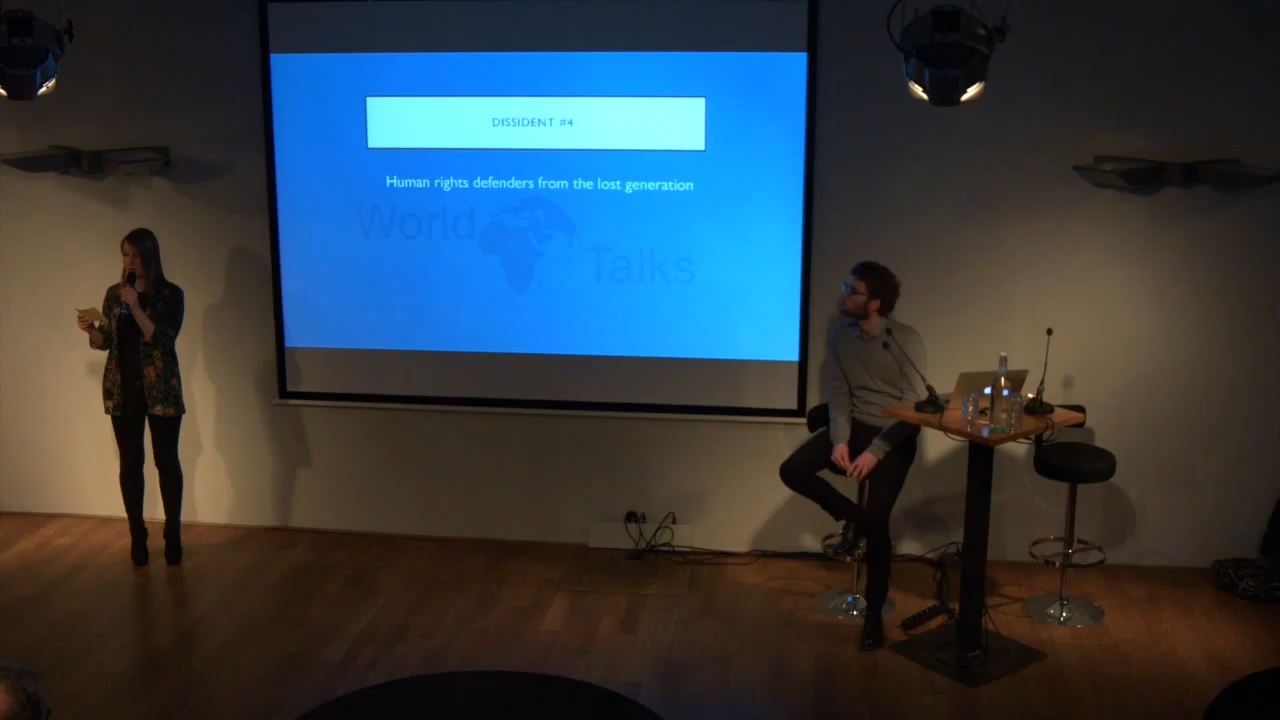 DISSIDENT #4
Human rights defenders from the lost generation
World
Talks